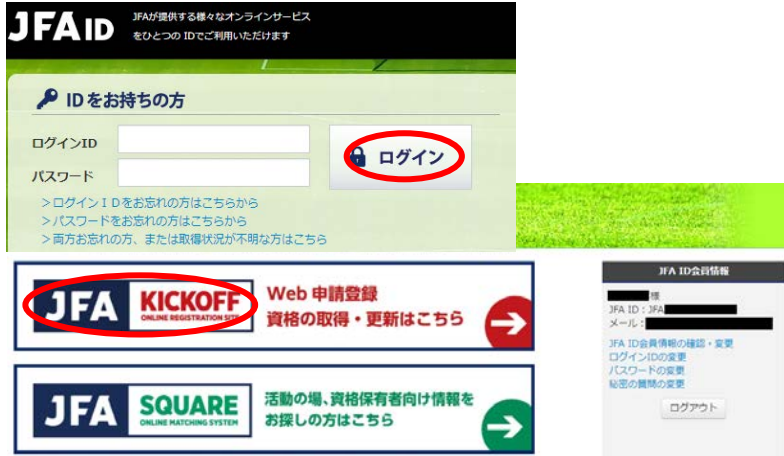 JFA ID
JFAが提供する様々なオンラインサービス
をひとつの IDでご利用いただけます
IDをお持ちの方
ログインID
パスワード
ログイン
>ログインIDをお忘れの方はこちらから
>パスワードをお忘れの方はこちらから
>両方お忘れの方、または取得状況が不明な方はこちら
JFA KICKOFF
ONLINE REGISTRATION SITE
Web 申請登録
資格の取得・更新はこちら
JFA SQUARE
ONLINE MATCHING SYSTEM
活動の場、資格保有者向け情報を
お探しの方はこちら
JFA ID会員情報
様
JFA ID : JFA
メール :
JFA ID会員情報の確認・変更
ログインIDの変更
パスワードの変更
秘密の質問の変更
ログアウト